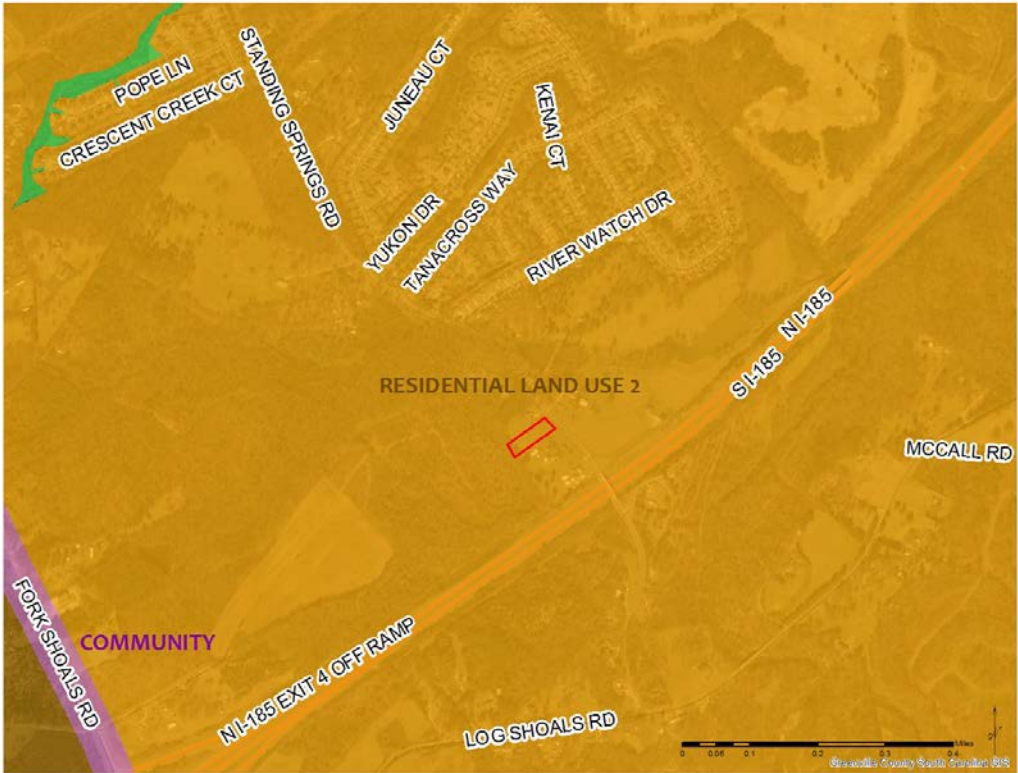 POPE LN
CRESCENT CREEK CT
STANDING SPRINGS RD
JUNEAU CT
KENAI CT
YUKON DR
TANACROSS WAY
RIVER WATCH DR
N I-185
S I-185
RESIDENTIAL LAND USE 2
MCCALL RD
FORK SHOALS RD
COMMUNITY
N I-185 EXIT 4 OFF RAMP
LOG SHOALS RD
Miles
0 0.05 0.1 0.2 0.3 0.4
Greenville County South Carolina GIS